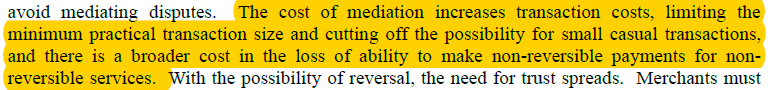 avoid mediating disputes. The cost of mediation increases transaction costs, limiting the
minimum practical transaction size and cutting off the possibility for small casual transactions,
and there is a broader cost in the loss of ability to make non-reversible payments for non-
reversible services. With the possibility of reversal, the need for trust spreads. Merchants must